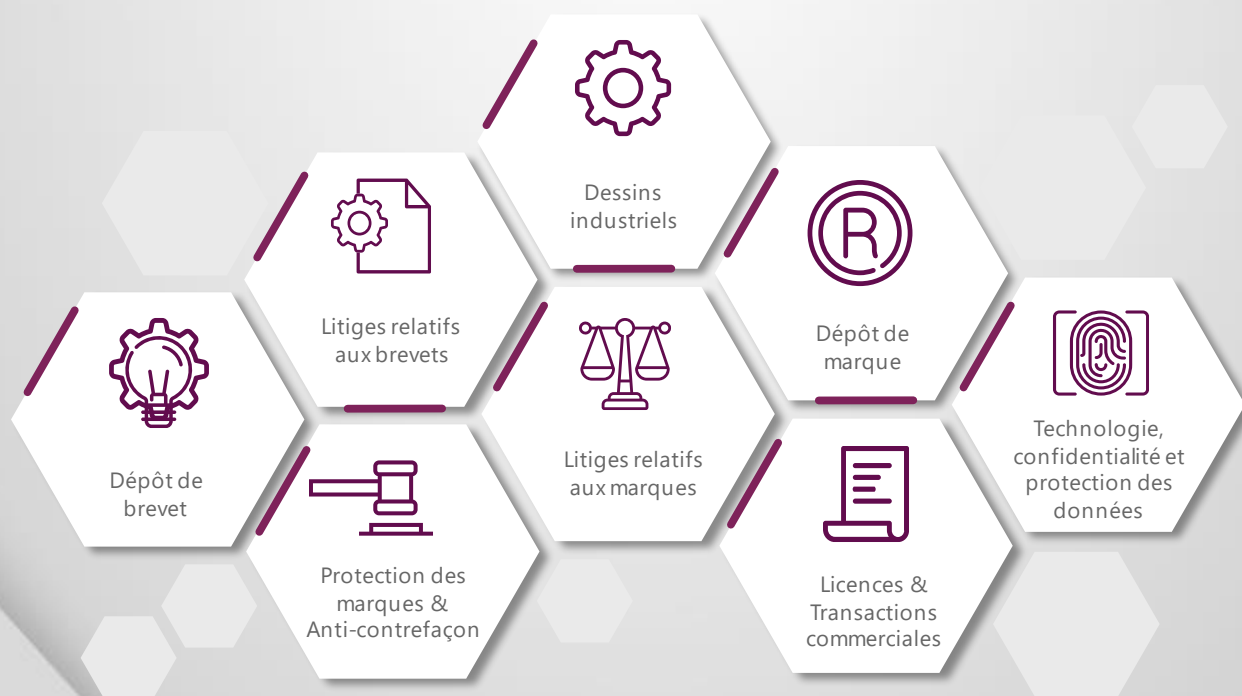 Dessins
industriels
Litiges relatifs
aux brevets
Dépôt de
marque
Dépôt de
brevet
Litiges relatifs
aux marques
Technologie,
confidentialité et
protection des
données
Protection des
marques &
Anti-contrefaçon
Licences &
Transactions
commerciales
R